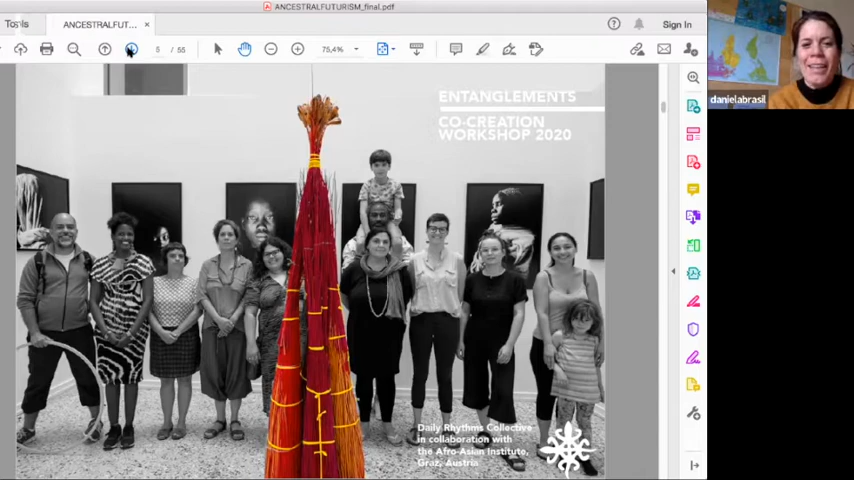 ANCESTRALFUTURISM_final.pdf
Tools
ANCESTRALFUT... ×
Sign In
5 / 55
75,4%
ENTANGLEMENTS
CO-CREATION
WORKSHOP 2020
danielabrasil
Daily Rhythms Collective
in collaboration with
the Afro-Asian Institute,
Graz, Austria